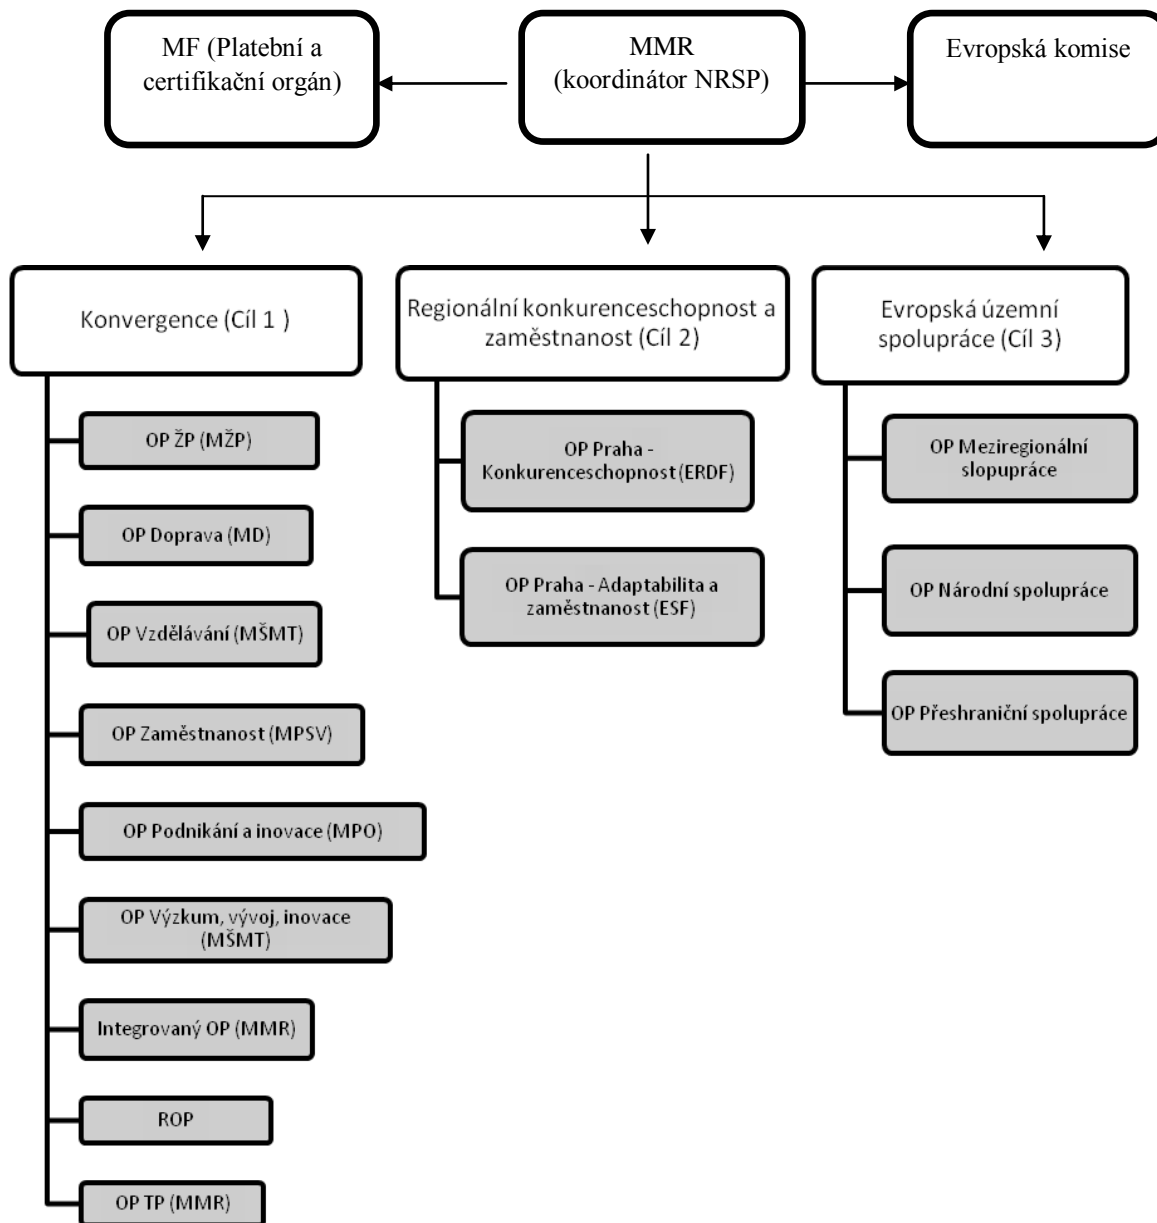 MF (Platební a
certifikační orgán)
MMR
(koordinátor NRSP)
Evropská komise
Konvergence (Cíl 1 )
Regionální konkurenceschopnost a
zaměstnanost (Cíl 2)
Evropská územní
spolupráce (Cíl 3)
OP ŽP (MŽP)
OP Doprava (MD)
OP Vzdělávání (MŠMT)
OP Zaměstnanost (MPSV)
OP Podnikání a inovace (MPO)
OP Výzkum, vývoj, inovace
(MŠMT)
Integrovaný OP (MMR)
ROP
OP TP (MMR)
OP Praha -
Konkurenceschopnost (ERDF)
OP Praha - Adaptabilita a
zaměstnanost (ESF)
OP Meziregionální
slopupráce
OP Národní spolupráce
OP Přeshraniční spolupráce